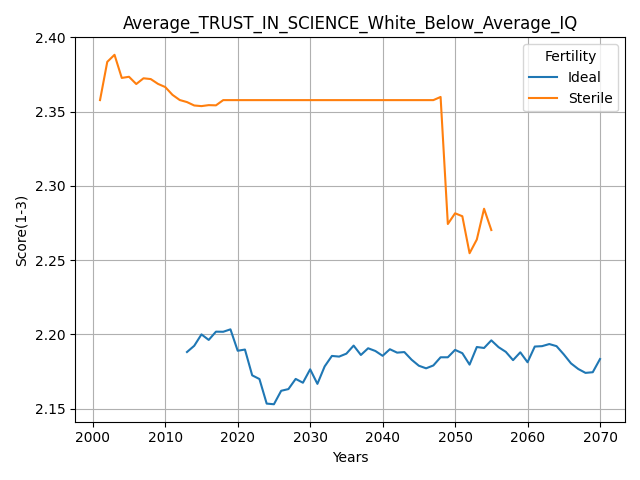 Average_TRUST_IN_SCIENCE_White_Below_Average_IQ
Score(1-3)
2.40
2.35
2.30
2.25
2.20
2.15
Fertility
Ideal
Sterile
2000 2010 2020 2030 2040 2050 2060 2070
Years